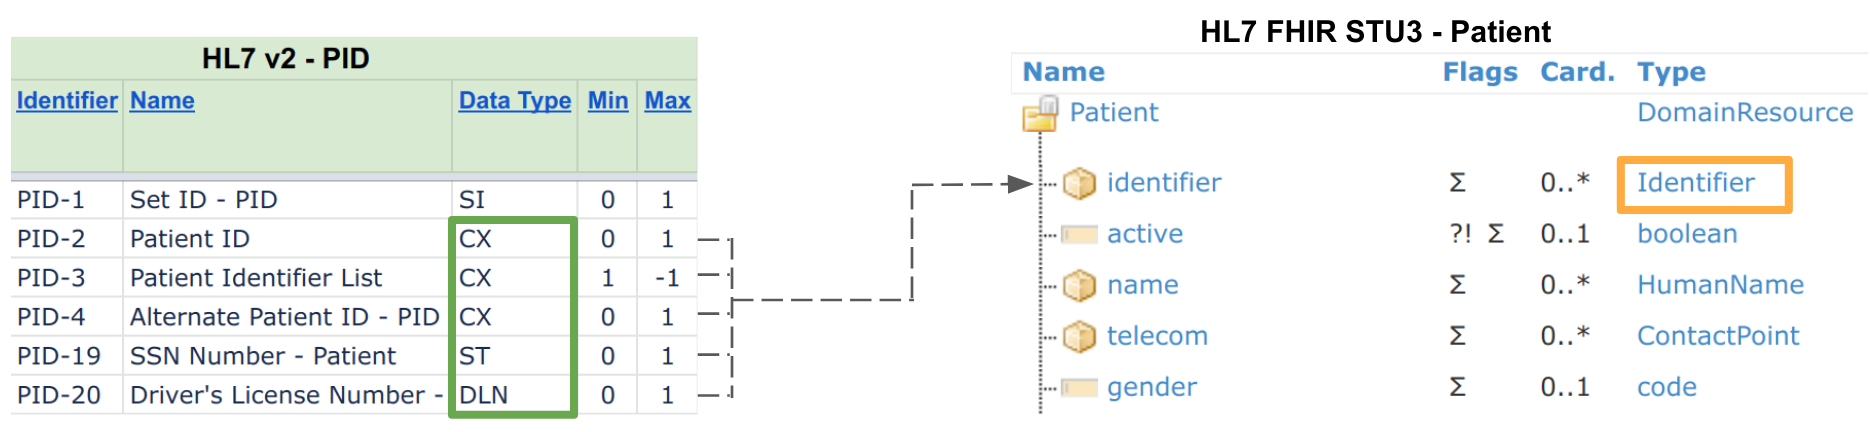 HL7 v2 - PID
Identifier Name Data Type Min Max
PID-1 Set ID - PID SI 0 1
PID-2 Patient ID CX 0 1
PID-3 Patient Identifier List CX 1 -1
PID-4 Alternate Patient ID - PID CX 0 1
PID-19 SSN Number - Patient ST 0 1
PID-20 Driver's License Number - DLN 0 1
HL7 FHIR STU3 - Patient
Name Flags Card. Type
Patient DomainResource
identifier Σ 0..* Identifier
active ?! Σ 0..1 boolean
name Σ 0..* HumanName
telecom Σ 0..* ContactPoint
gender Σ 0..1 code